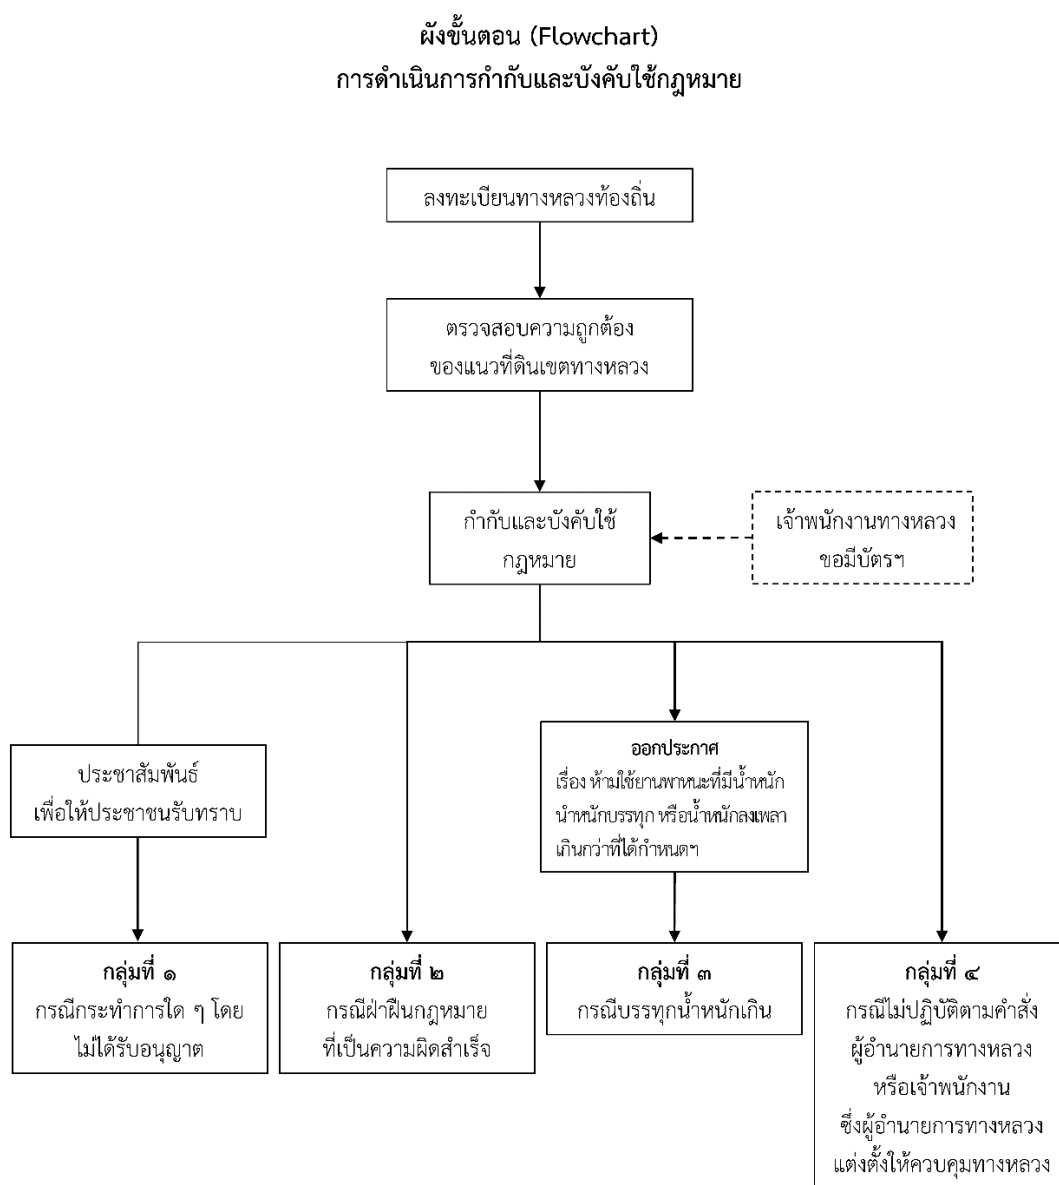 ผังขั้นตอน (Flowchart)
การดำเนินการกำกับและบังคับใช้กฎหมาย
ลงทะเบียนทางหลวงท้องถิ่น
ตรวจสอบความถูกต้อง
ของแนวที่ดินเขตทางหลวง
กำกับและบังคับใช้
กฎหมาย
เจ้าพนักงานทางหลวง
ขอมีบัตรฯ
ประชาสัมพันธ์
เพื่อให้ประชาชนรับทราบ
ออกประกาศ
เรื่อง ห้ามใช้ยานพาหนะที่มีน้ำหนัก
นำหนักบรรทุก หรือน้ำหนักลงเพลา
เกินกว่าที่ได้กำหนดฯ
กลุ่มที่ ๑
กรณีกระทำการใด ๆ โดย
ไม่ได้รับอนุญาต
กลุ่มที่ ๒
กรณีฝ่าฝืนกฎหมาย
ที่เป็นความผิดสำเร็จ
กลุ่มที่ ๓
กรณีบรรทุกน้ำหนักเกิน
กลุ่มที่ ๔
กรณีไม่ปฏิบัติตามคำสั่ง
ผู้อำนายการทางหลวง
หรือเจ้าพนักงาน
ซึ่งผู้อำนายการทางหลวง
แต่งตั้งให้ควบคุมทางหลวง